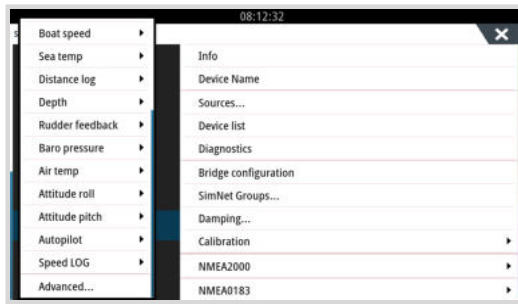 08:12:32
Boat speed
Sea temp
Distance log
Depth
Rudder feedback
Baro pressure
Air temp
Attitude roll
Attitude pitch
Autopilot
Speed LOG
Advanced...
Info
Device Name
Sources...
Device list
Diagnostics
Bridge configuration
SimNet Groups...
Damping...
Calibration
NMEA2000
NMEA0183